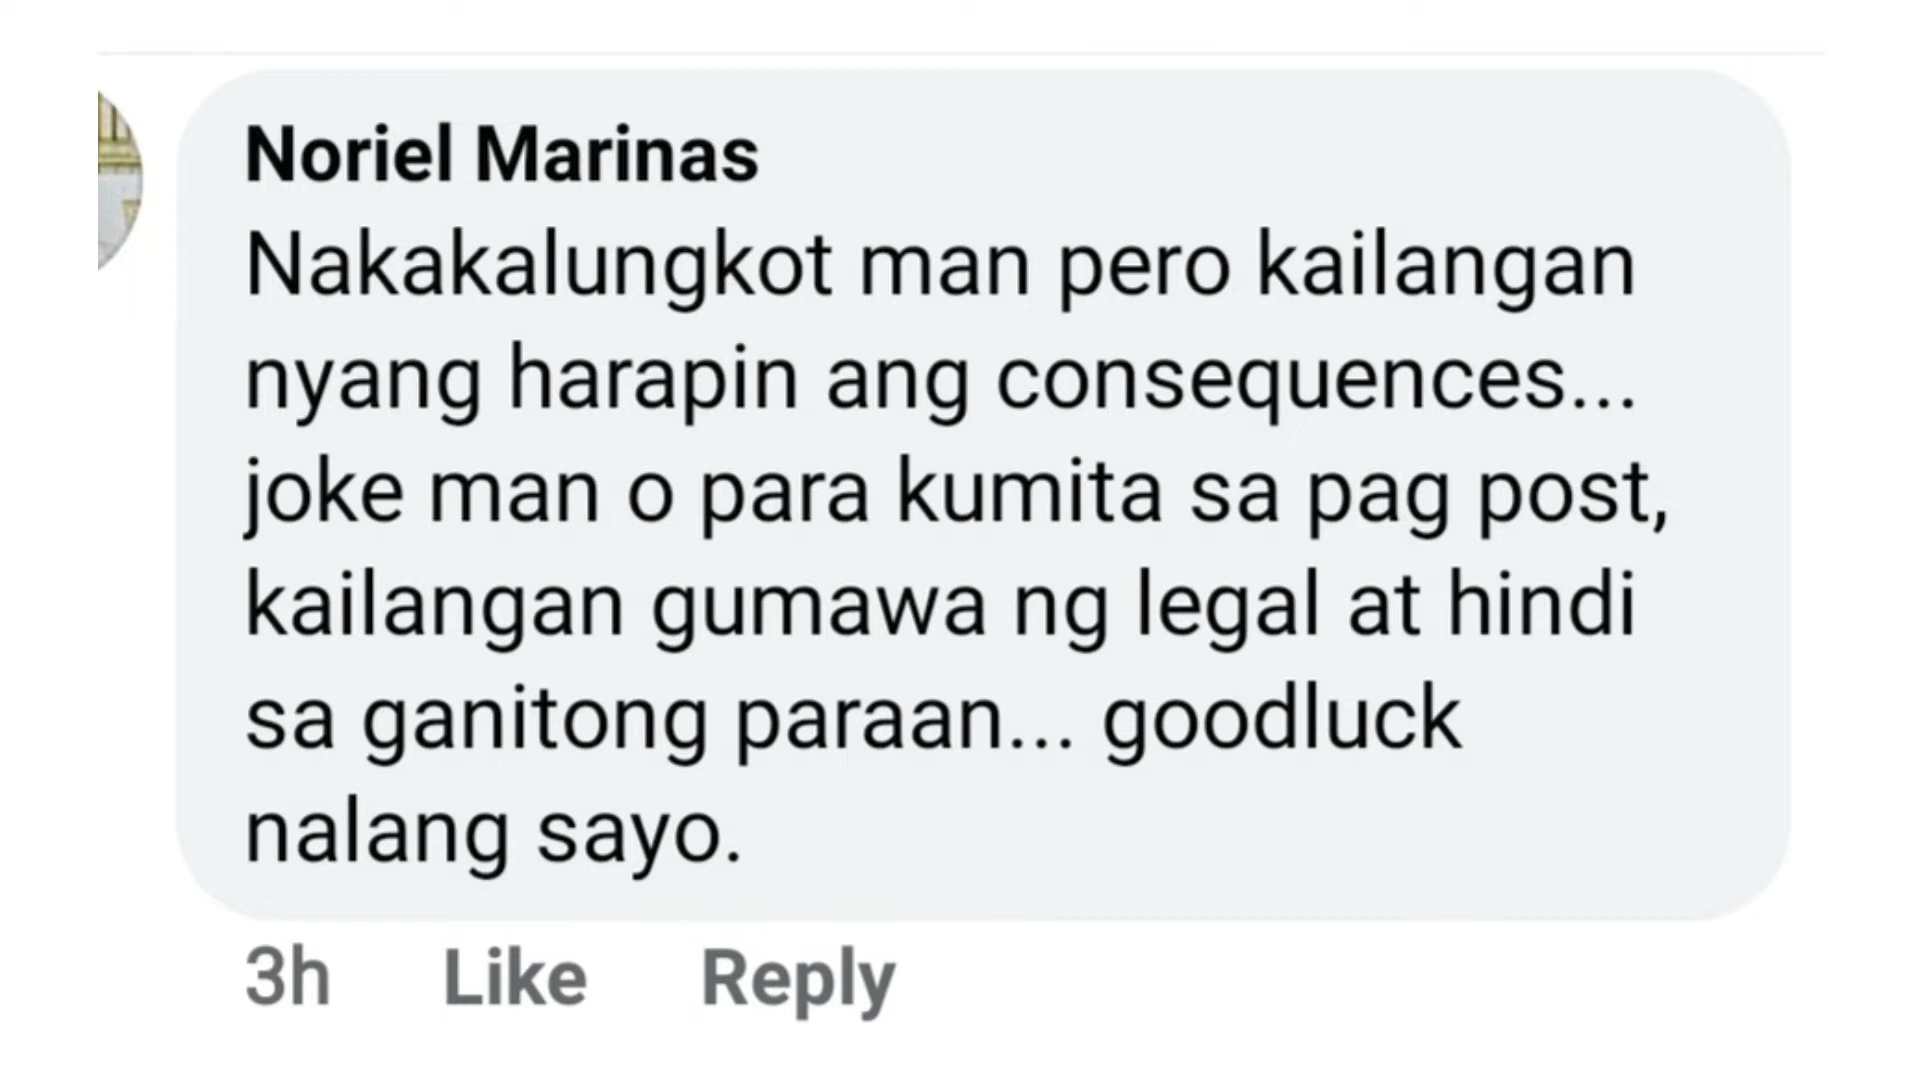 Noriel Marinas
Nakakalungkot man pero kailangan
nyang harapin ang consequences...
joke man o para kumita sa pag post,
kailangan gumawa ng legal at hindi
sa ganitong paraan... goodluck
nalang sayo.
3h Like Reply